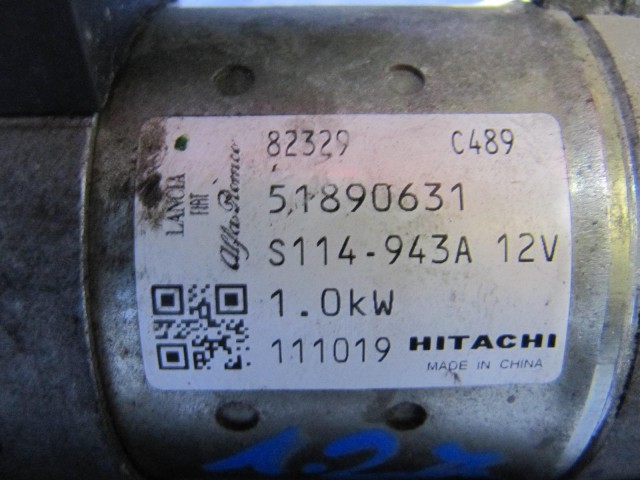 82329 C489
LANCIA
FIAT
Alfa Romeo
51890631
S114-943A 12V
1.0kW
111019 HITACHI
MADE IN CHINA